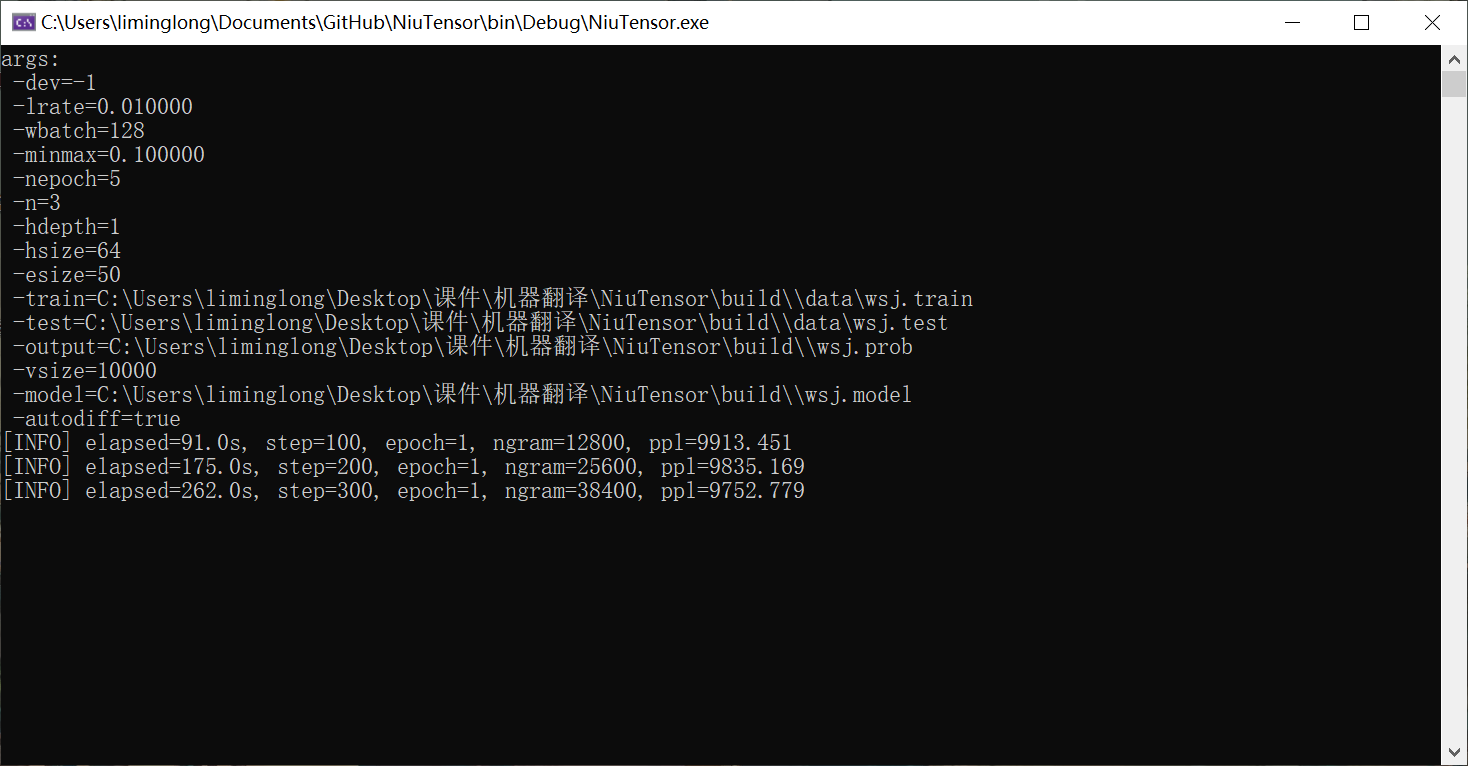 C:\Users\liminglong\Documents\GitHub\NiuTensor\bin\Debug\NiuTensor.exe
args:
-dev=-1
-lrate=0.010000
-wbatch=128
-minmax=0.100000
-nepoch=5
-n=3
-hdepth=1
-hsize=64
-esize=50
-train=C:\Users\liminglong\Desktop\课件\机器翻译\NiuTensor\build\\data\wsj.train
-test=C:\Users\liminglong\Desktop\课件\机器翻译\NiuTensor\build\\data\wsj.test
-output=C:\Users\liminglong\Desktop\课件\机器翻译\NiuTensor\build\\wsj.prob
-vsize=10000
-model=C:\Users\liminglong\Desktop\课件\机器翻译\NiuTensor\build\\wsj.model
-autodiff=true
[INFO] elapsed=91.0s, step=100, epoch=1, ngram=12800, ppl=9913.451
[INFO] elapsed=175.0s, step=200, epoch=1, ngram=25600, ppl=9835.169
[INFO] elapsed=262.0s, step=300, epoch=1, ngram=38400, ppl=9752.779